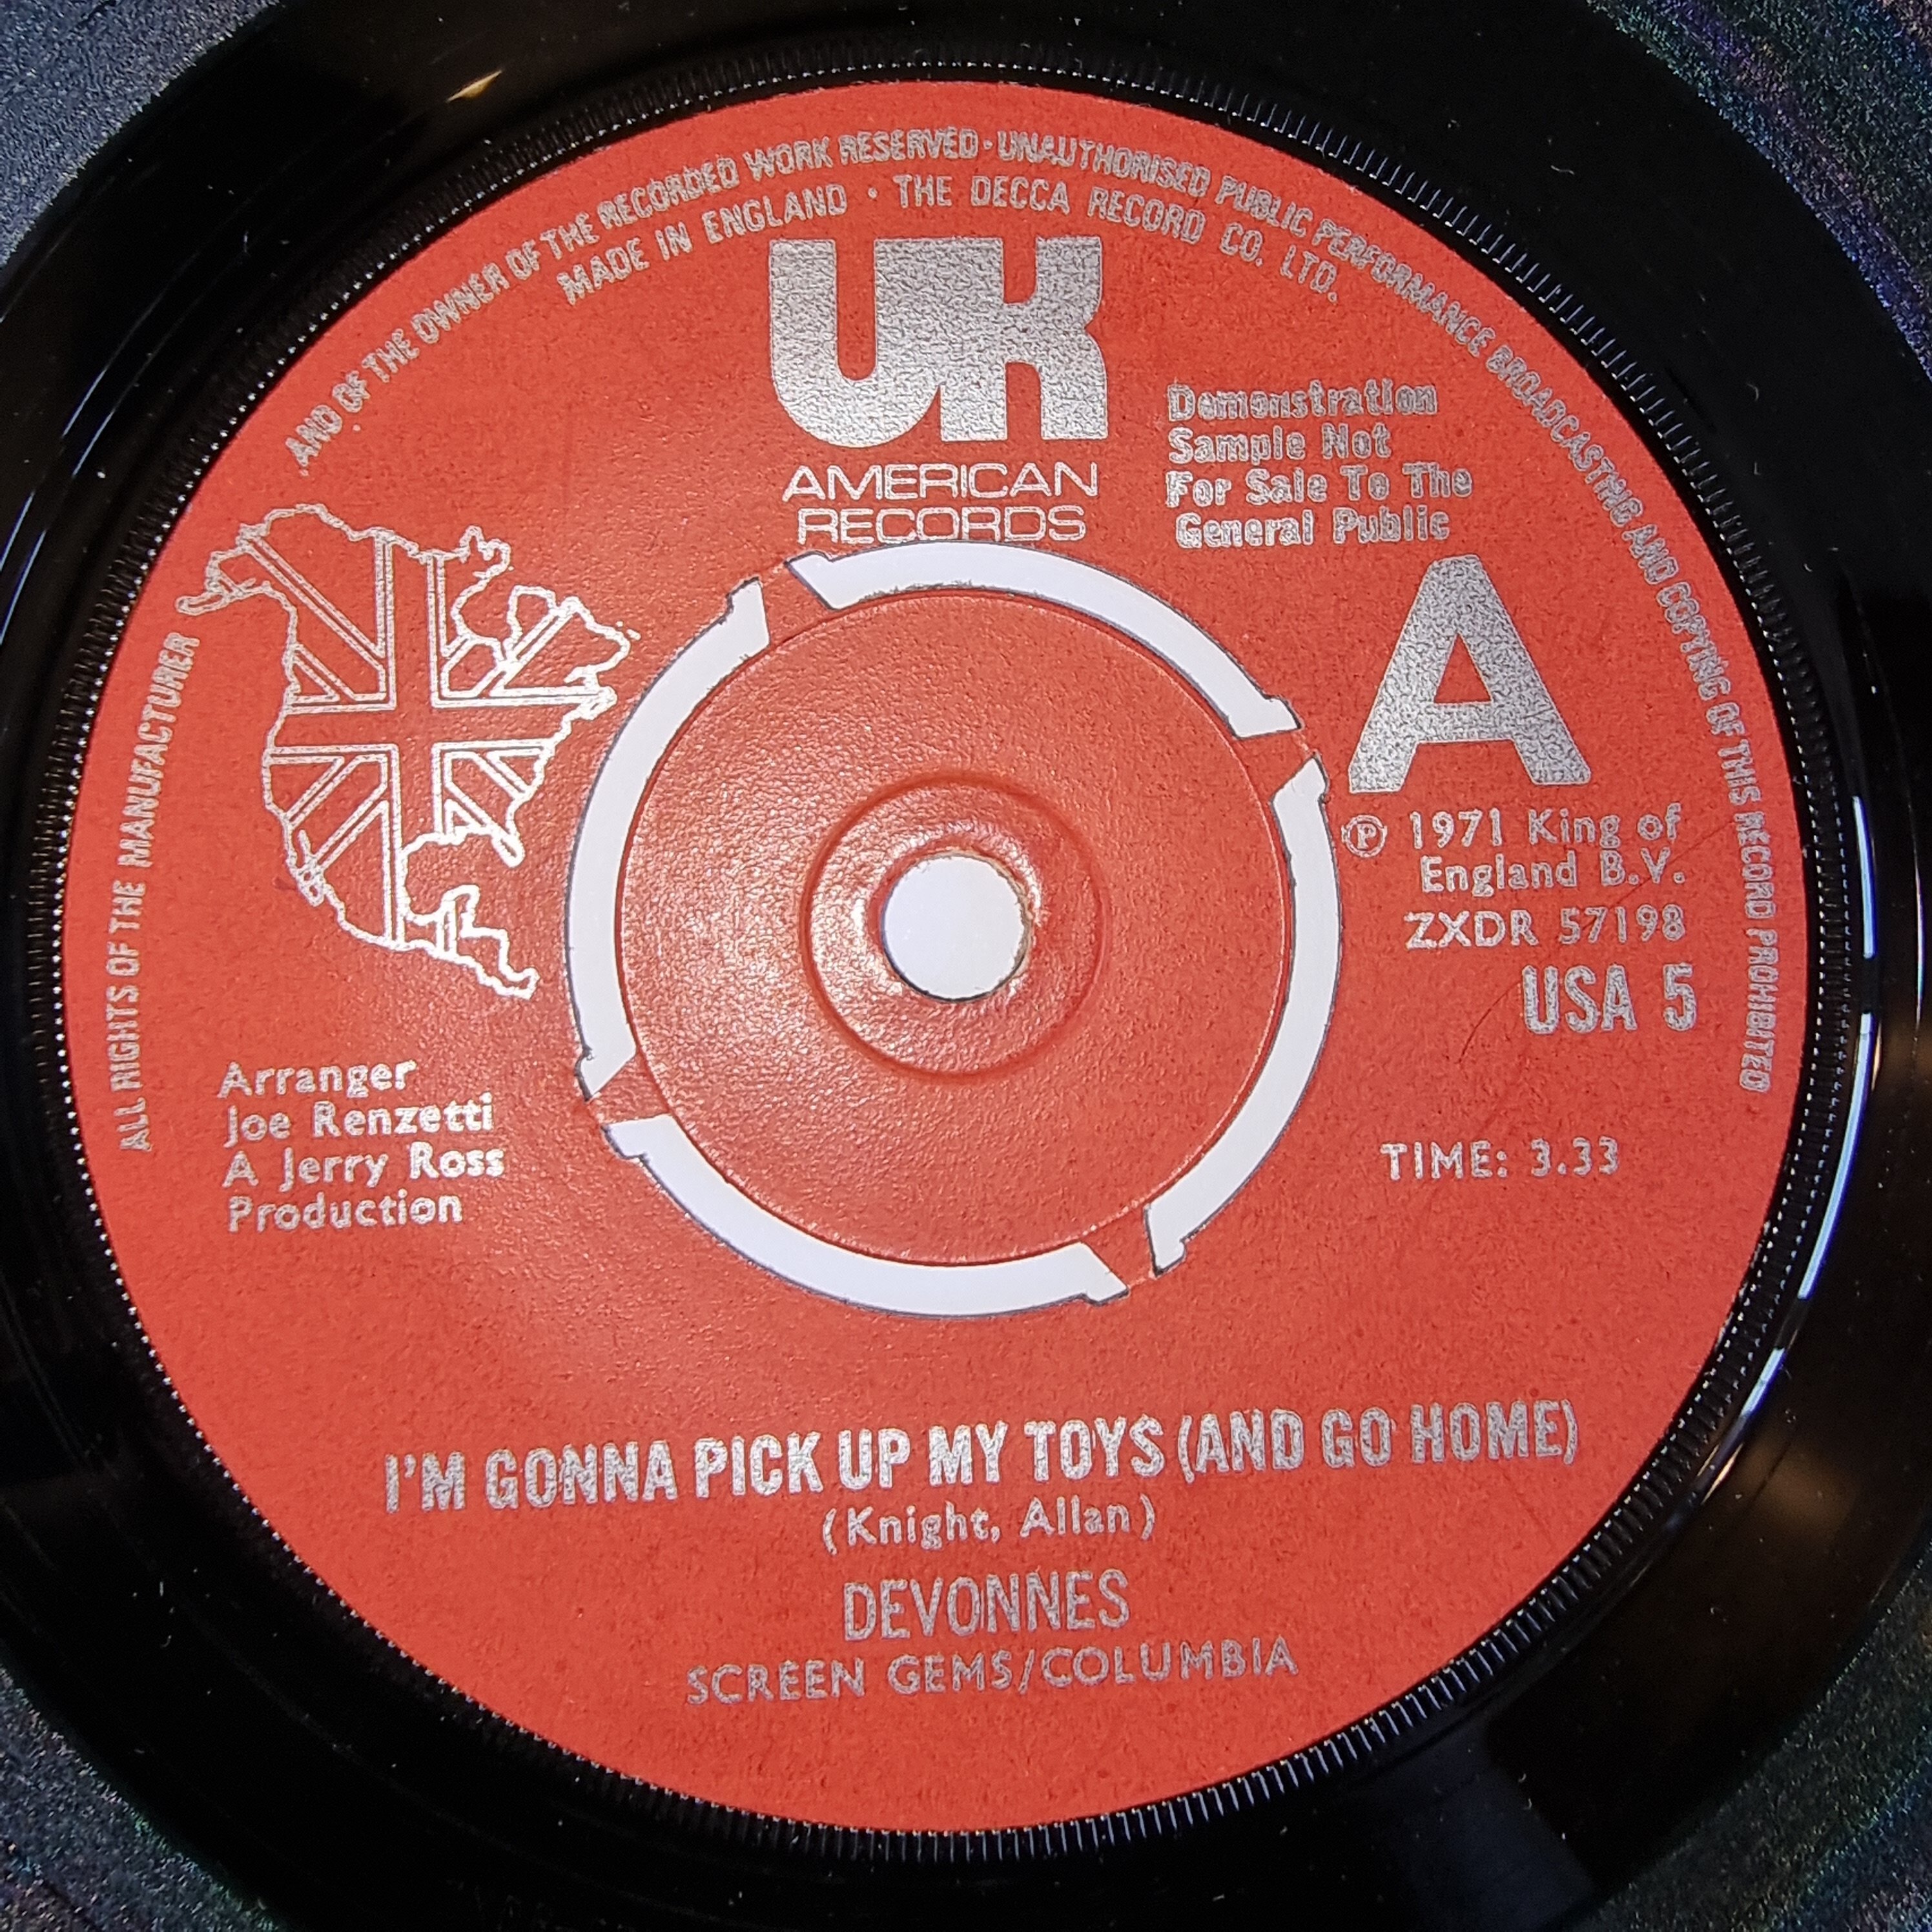 ALL RIGHTS OF THE MANUFACTURER AND OF THE OWNER OF THE RECORDED WORK RESERVED · UNAUTHORISED PUBLIC PERFORMANCE BROADCASTING AND COPYING OF THIS RECORD PROHIBITED
MADE IN ENGLAND · THE DECCA RECORD CO. LTD.
UK
AMERICAN
RECORDS
Demonstration
Sample Not
For Sale To The
General Public
A
℗ 1971 King of
England B.V.
ZXDR 57198
USA 5
Arranger
Joe Renzetti
A Jerry Ross
Production
TIME: 3.33
I'M GONNA PICK UP MY TOYS (AND GO HOME)
(Knight, Allan)
DEVONNES
SCREEN GEMS/COLUMBIA